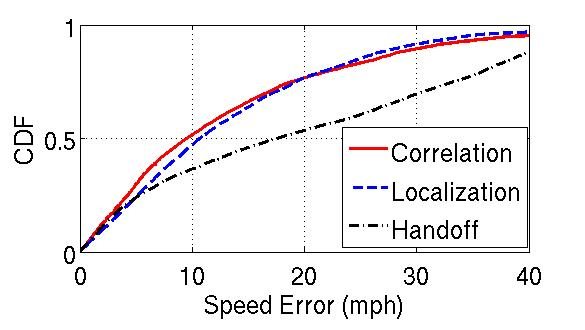 1
CDF
0.5
Correlation
Localization
Handoff
0
0 10 20 30 40
Speed Error (mph)